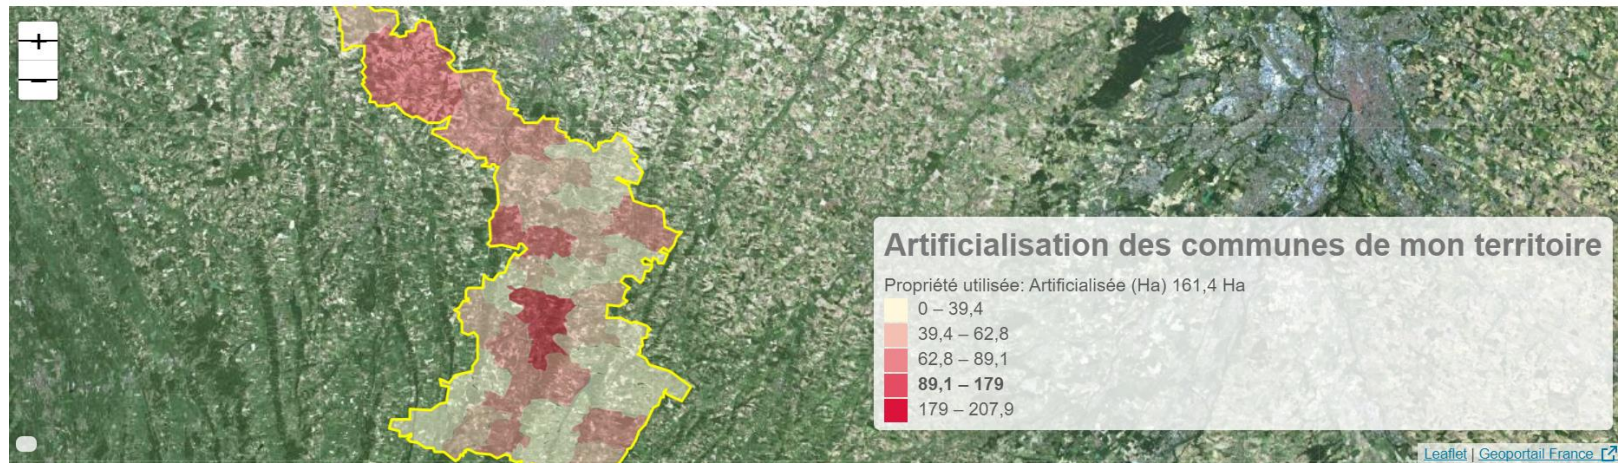 +
−
Artificialisation des communes de mon territoire
Propriété utilisée: Artificialisée (Ha) 161,4 Ha
0 – 39,4
39,4 – 62,8
62,8 – 89,1
89,1 – 179
179 – 207,9
Leaflet | Geoportail France